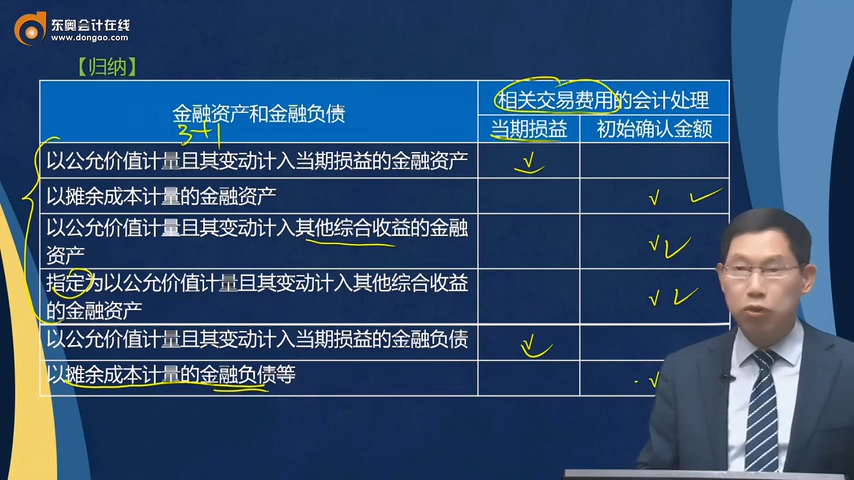 东奥会计在线
www.dongao.com
【归纳】
金融资产和金融负债
相关交易费用的会计处理
当期损益
初始确认金额
3+1
以公允价值计量且其变动计入当期损益的金融资产
√
以摊余成本计量的金融资产
√
以公允价值计量且其变动计入其他综合收益的金融
资产
√
指定为以公允价值计量且其变动计入其他综合收益
的金融资产
√
以公允价值计量且其变动计入当期损益的金融负债
√
以摊余成本计量的金融负债等
√